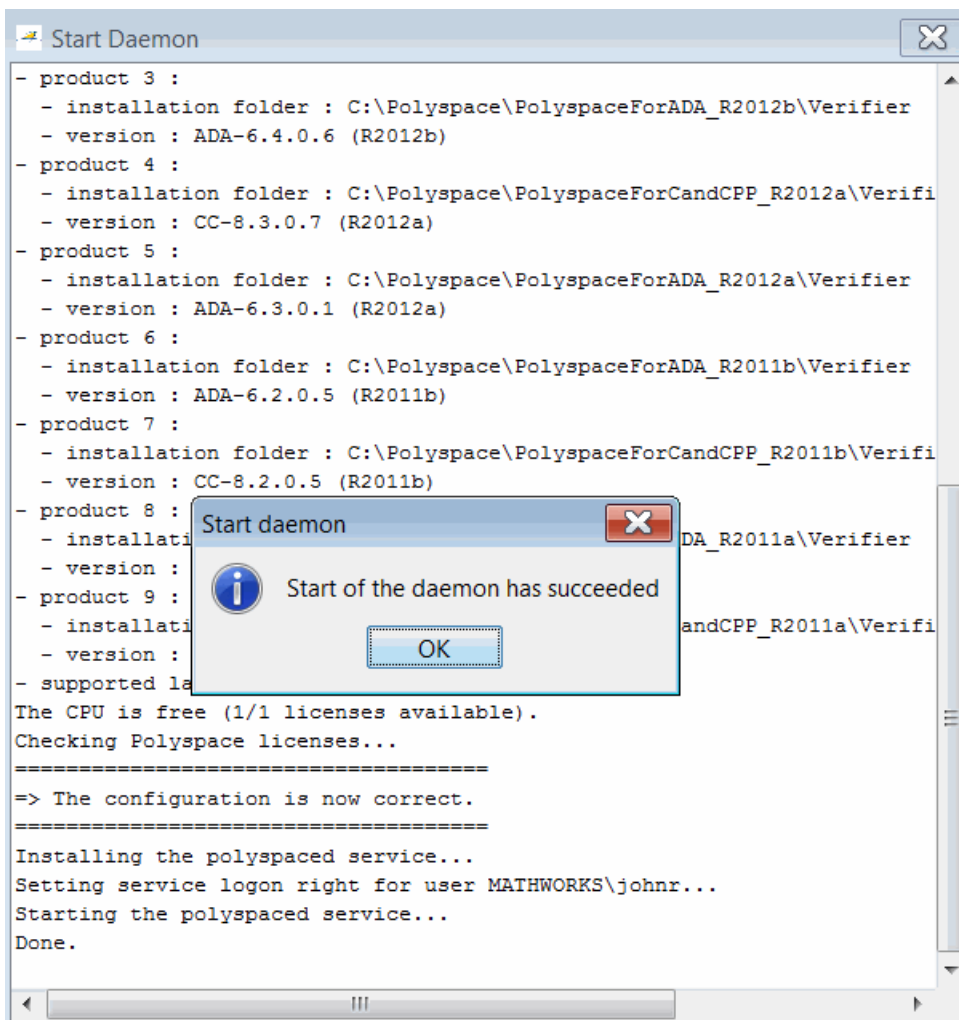 Start Daemon
- product 3 :
- installation folder : C:\Polyspace\PolyspaceForADA_R2012b\Verifier
- version : ADA-6.4.0.6 (R2012b)
- product 4 :
- installation folder : C:\Polyspace\PolyspaceForCandCPP_R2012a\Verifi
- version : CC-8.3.0.7 (R2012a)
- product 5 :
- installation folder : C:\Polyspace\PolyspaceForADA_R2012a\Verifier
- version : ADA-6.3.0.1 (R2012a)
- product 6 :
- installation folder : C:\Polyspace\PolyspaceForADA_R2011b\Verifier
- version : ADA-6.2.0.5 (R2011b)
- product 7 :
- installation folder : C:\Polyspace\PolyspaceForCandCPP_R2011b\Verifi
- version : CC-8.2.0.5 (R2011b)
- product 8 :
- installati DA_R2011a\Verifier
- version :
- product 9 :
- installati andCPP_R2011a\Verifi
- version :
- supported la
Start daemon
Start of the daemon has succeeded
OK
The CPU is free (1/1 licenses available).
Checking Polyspace licenses...
=====================================
=> The configuration is now correct.
=====================================
Installing the polyspaced service...
Setting service logon right for user MATHWORKS\johnr...
Starting the polyspaced service...
Done.